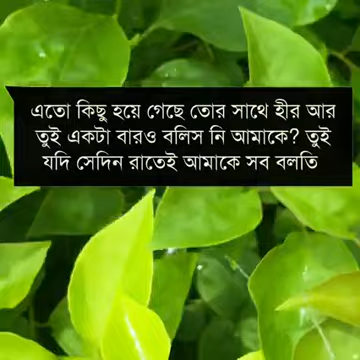 এতো কিছু হয়ে গেছে তোর সাথে হীর আর
তুই একটা বারও বলিস নি আমাকে? তুই
যদি সেদিন রাতেই আমাকে সব বলতি